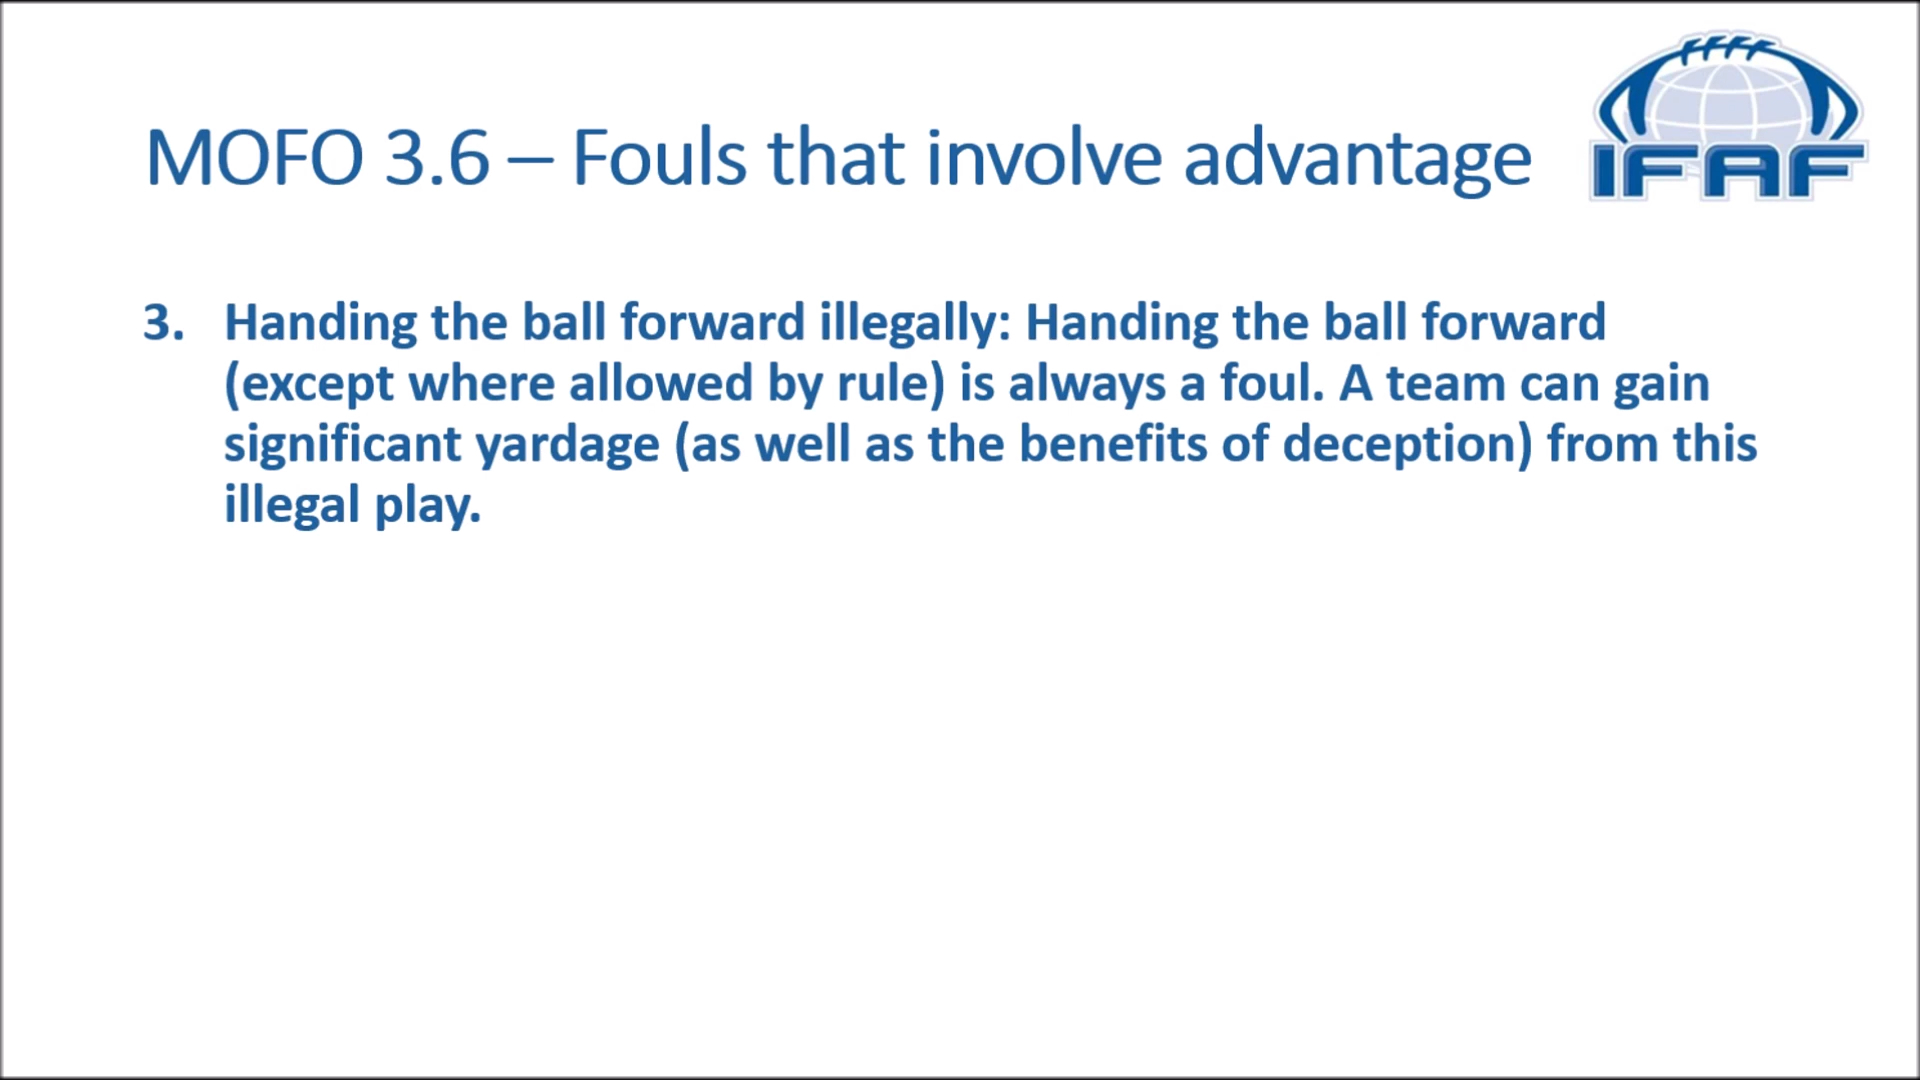 MOFO 3.6 – Fouls that involve advantage
IFAF
3. Handing the ball forward illegally: Handing the ball forward
(except where allowed by rule) is always a foul. A team can gain
significant yardage (as well as the benefits of deception) from this
illegal play.